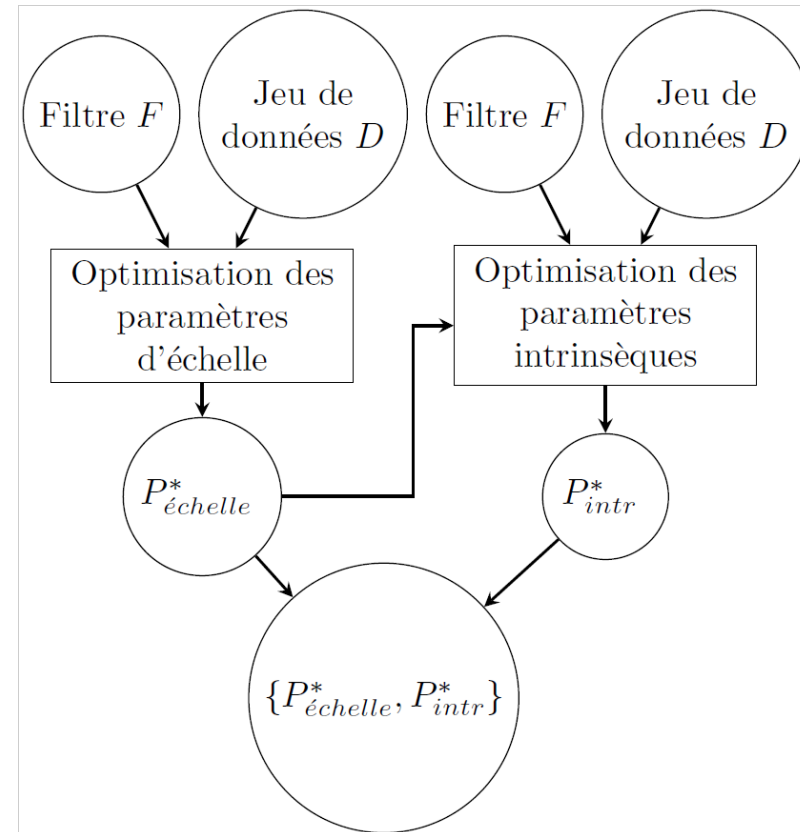 Filtre F
Jeu de
données D
Filtre F
Jeu de
données D
Optimisation des
paramètres
d'échelle
Optimisation des
paramètres
intrinsèques
P*échelle
P*intr
{P*échelle, P*intr}